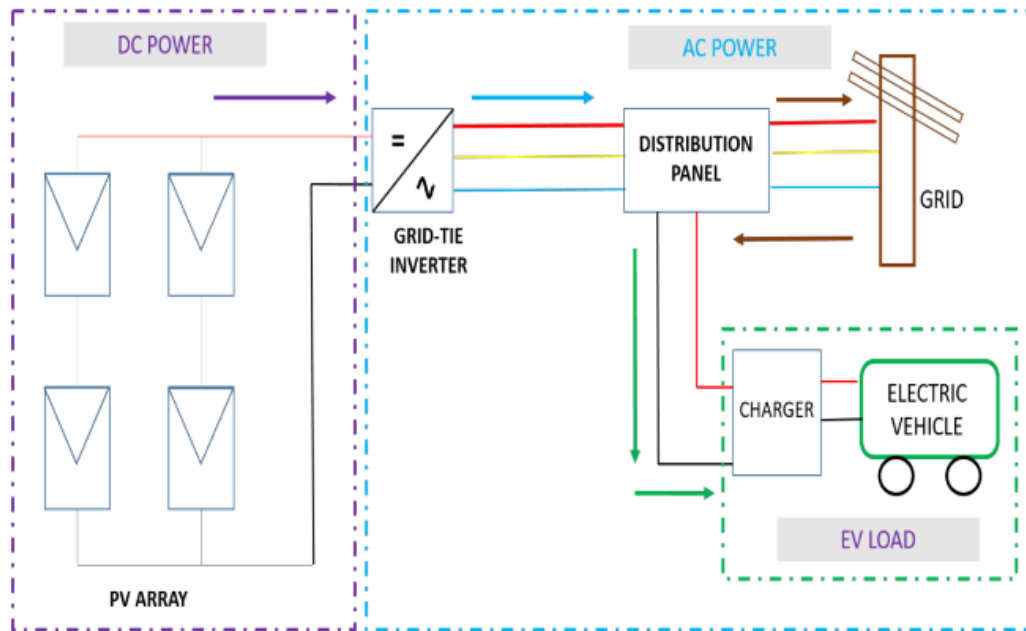 DC POWER
AC POWER
DISTRIBUTION
PANEL
GRID
GRID-TIE
INVERTER
CHARGER
ELECTRIC
VEHICLE
EV LOAD
PV ARRAY